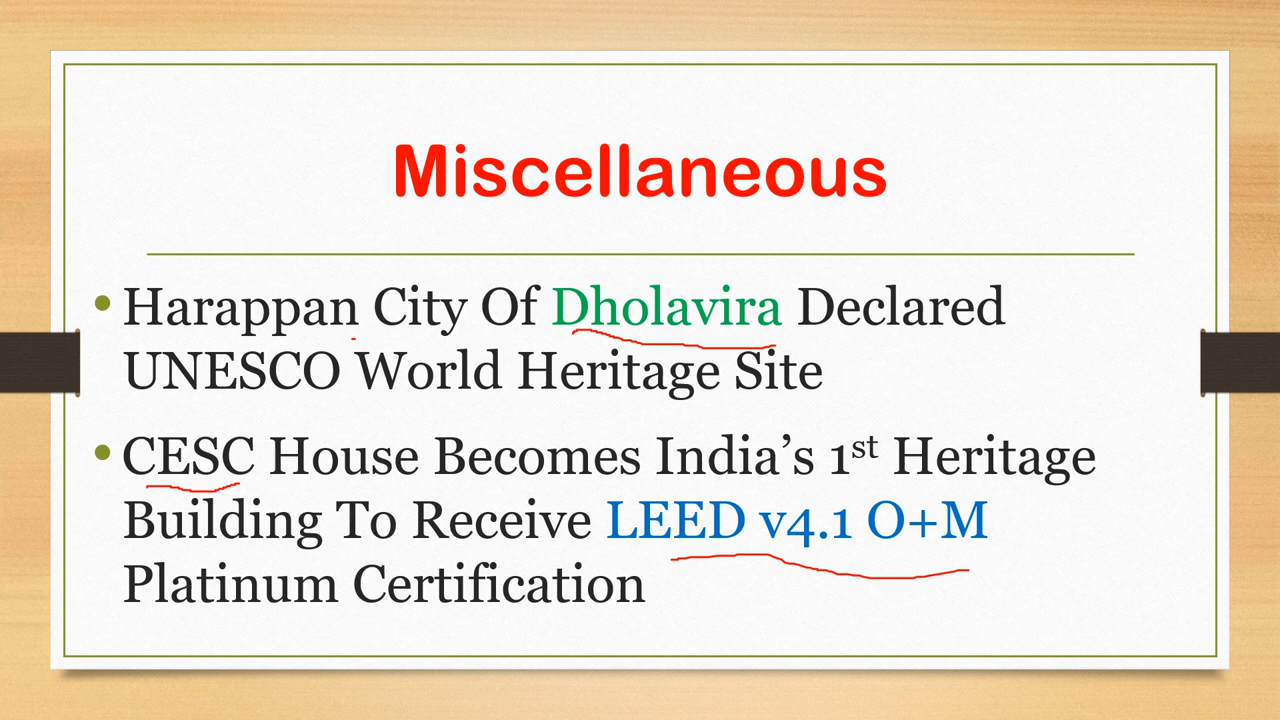 Miscellaneous
• Harappan City Of Dholavira Declared
UNESCO World Heritage Site
• CESC House Becomes India’s 1st Heritage
Building To Receive LEED v4.1 O+M
Platinum Certification